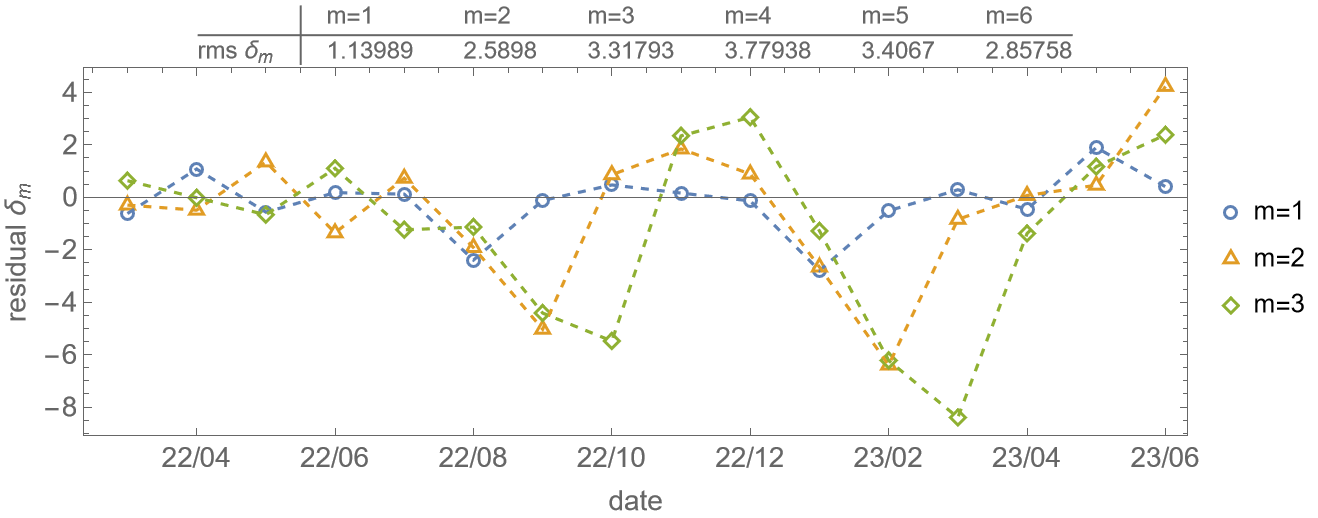 m=1 m=2 m=3 m=4 m=5 m=6
rms δm 1.13989 2.5898 3.31793 3.77938 3.4067 2.85758
4
2
0
−2
−4
−6
−8
residual δm
22/04 22/06 22/08 22/10 22/12 23/02 23/04 23/06
date
m=1
m=2
m=3